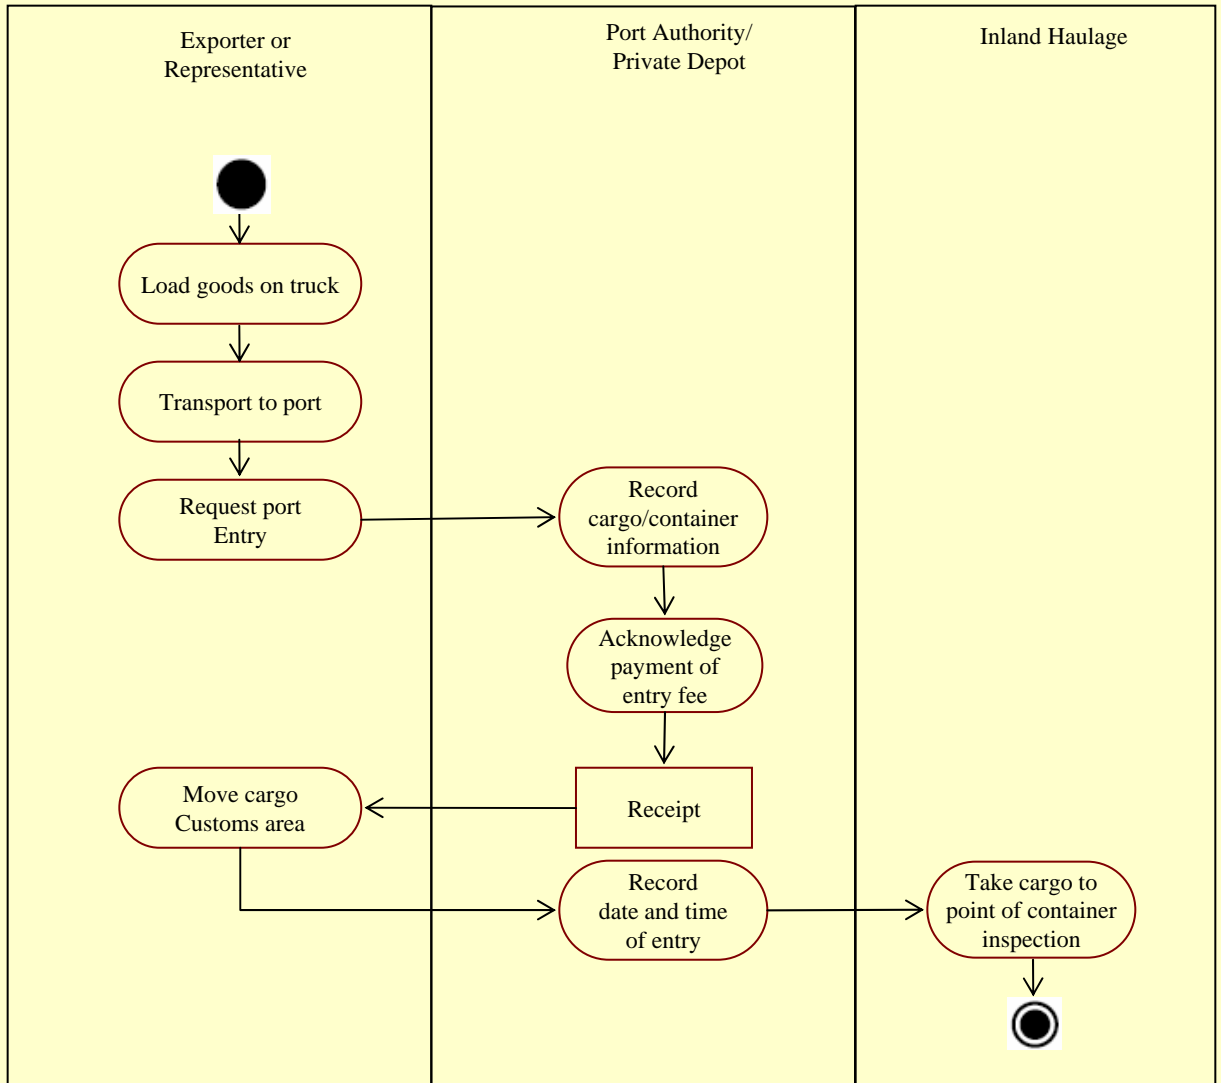 Exporter or
Representative
Port Authority/
Private Depot
Inland Haulage
Load goods on truck
Transport to port
Request port
Entry
Record
cargo/container
information
Acknowledge
payment of
entry fee
Receipt
Move cargo
Customs area
Record
date and time
of entry
Take cargo to
point of container
inspection